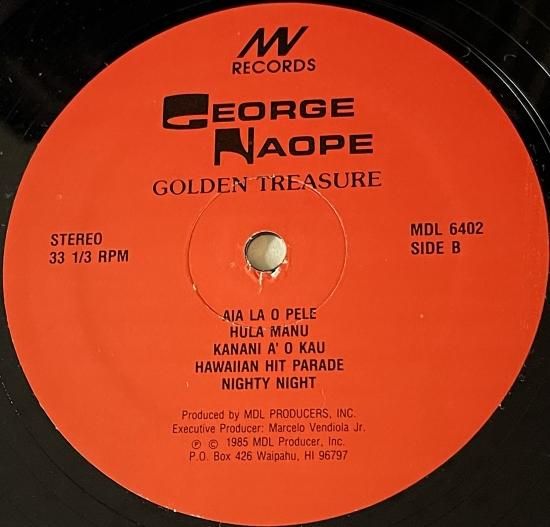 MV
RECORDS
GEORGE
NAOPE
GOLDEN TREASURE
STEREO
33 1/3 RPM
MDL 6402
SIDE B
AIA LA O PELE
HULA MANU
KANANI A' O KAU
HAWAIIAN HIT PARADE
NIGHTY NIGHT
Produced by MDL PRODUCERS, INC.
Executive Producer: Marcelo Vendiola Jr.
Ⓟ © 1985 MDL Producer, Inc.
P.O. Box 426 Waipahu, HI 96797